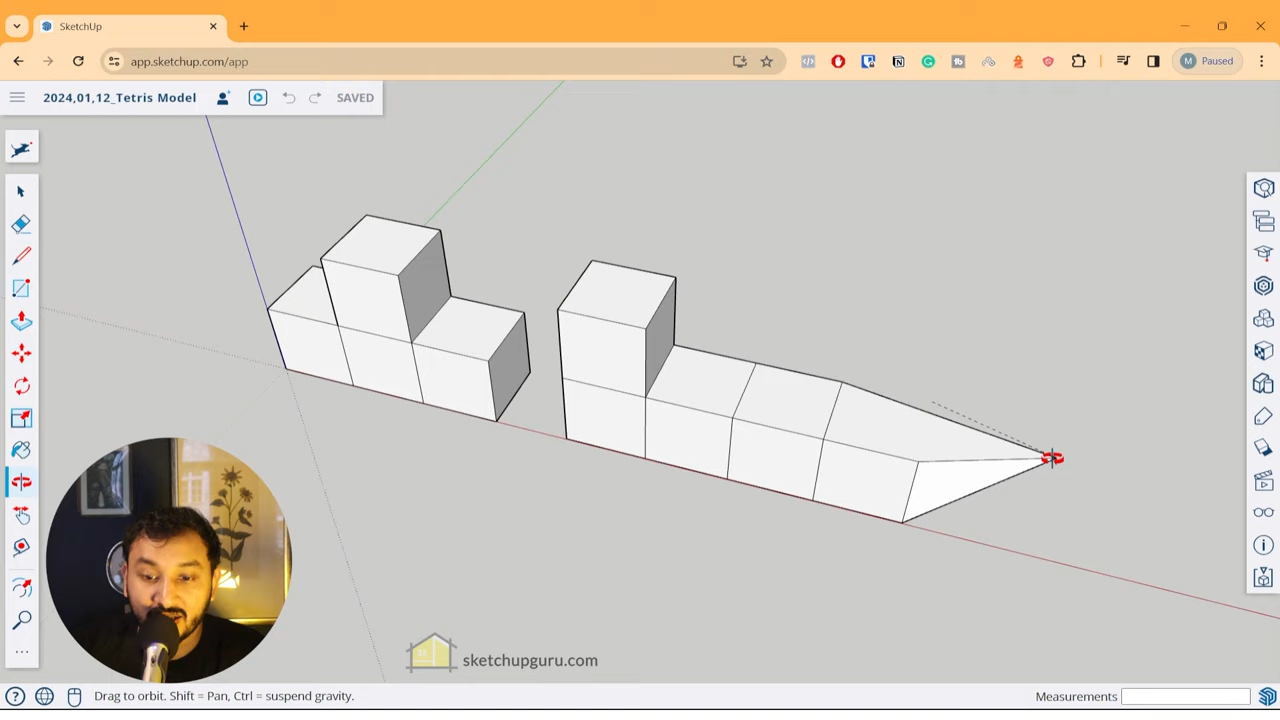 SketchUp
app.sketchup.com/app
M Paused
2024,01,12_Tetris Model
SAVED
sketchupguru.com
Drag to orbit. Shift = Pan, Ctrl = suspend gravity.
Measurements